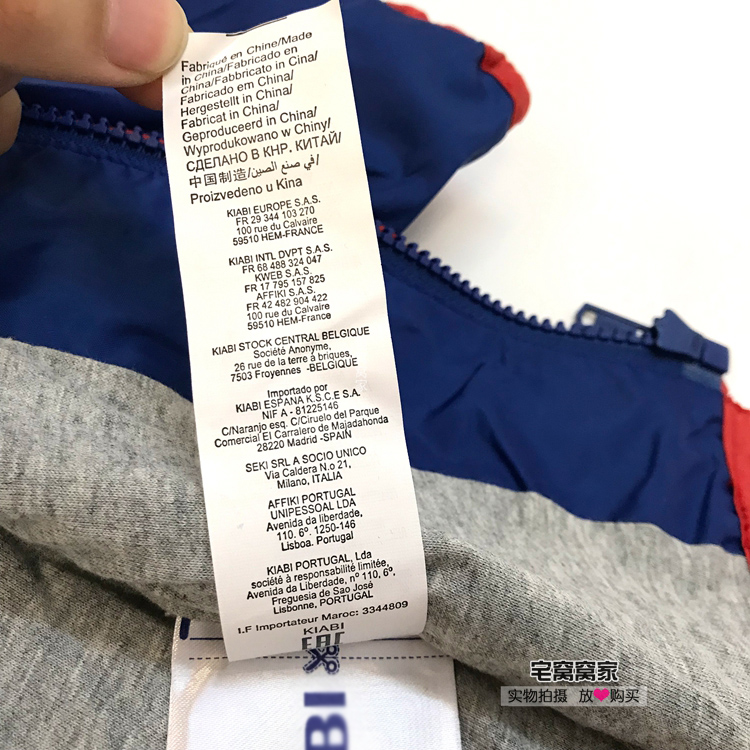 Fabriqué en Chine/Made
in China/Fabricado en
China/Fabbricato in Cina/
Fabricado em China/
Hergestellt in China/
Fabricat in China/
Geproduceerd in China/
Wyprodukowano w Chiny/
СДЕЛАНО В КНР. КИТАЙ/
中国制造/في صنع الصين/
Proizvedeno u Kina
KIABI EUROPE S.A.S.
FR 29 344 103 270
100 rue du Calvaire
59510 HEM-FRANCE
KIABI INTL DVPT S.A.S.
FR 68 488 324 047
KWEB S.A.S.
FR 17 795 157 825
AFFIKI S.A.S.
FR 42 482 904 422
100 rue du Calvaire
59510 HEM-France
KIABI STOCK CENTRAL BELGIQUE
Société Anonyme,
26 rue de la terre à briques,
7503 Froyennes -BELGIQUE
Importado por
KIABI ESPANA K.S.C.E S.A.
NIF A - 81225146
C/Naranjo esq. C/Ciruelo del Parque
Comercial El Carralero de Majadahonda
28220 Madrid -SPAIN
SEKI SRL A SOCIO UNICO
Via Caldera N.o 21,
Milano, ITALIA
AFFIKI PORTUGAL
UNIPESSOAL LDA
Avenida da liberdade,
110. 6º. 1250-146
Lisboa. Portugal
KIABI PORTUGAL, Lda
société à responsabilité limitée,
Avenida da Liberdade, nº 110, 6º,
Freguesia de Sao José
Lisbonne, PORTUGAL
I.F Importateur Maroc: 3344809
KIABI
EAC
BI
宅窝窝家
实物拍摄 放❤购买